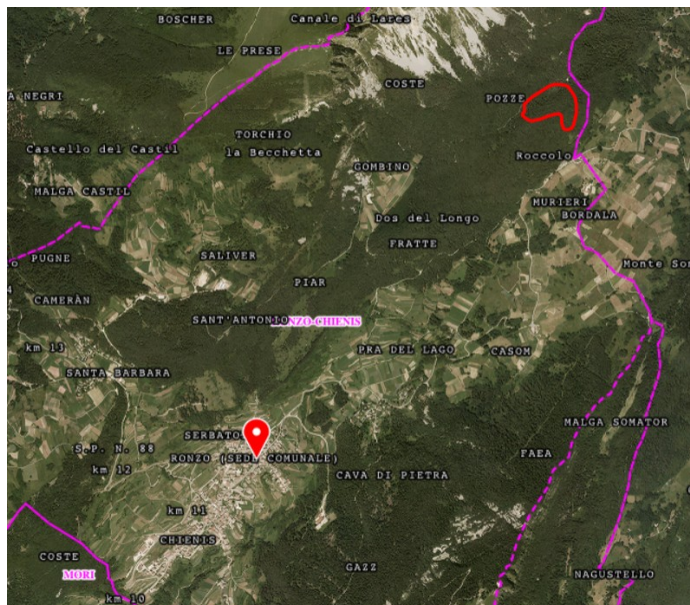 BOSCHER
Canale di Lares
LE PRESE
COSTE
A NEGRI
POZZE
TORCHIO
la Becchetta
Castello del Castil
Roccolo
GOMBINO
MALGA CASTIL
MURIERI
BORDALA
Dos del Longo
FRATTE
SALIVER
o PUGNE
Monte Som
PIAR
CAMERÀN
SANT'ANTONIO
RONZO-CHIENIS
km 13
PRA DEL LAGO
CASOM
SANTA BARBARA
MALGA SOMATOR
SERBATO
S.P. N. 88
FAEA
RONZO (SEDE COMUNALE)
km 12
CAVA DI PIETRA
km 11
CHIENIS
COSTE
GAZZ
MORI
NAGUSTELLO
km 10